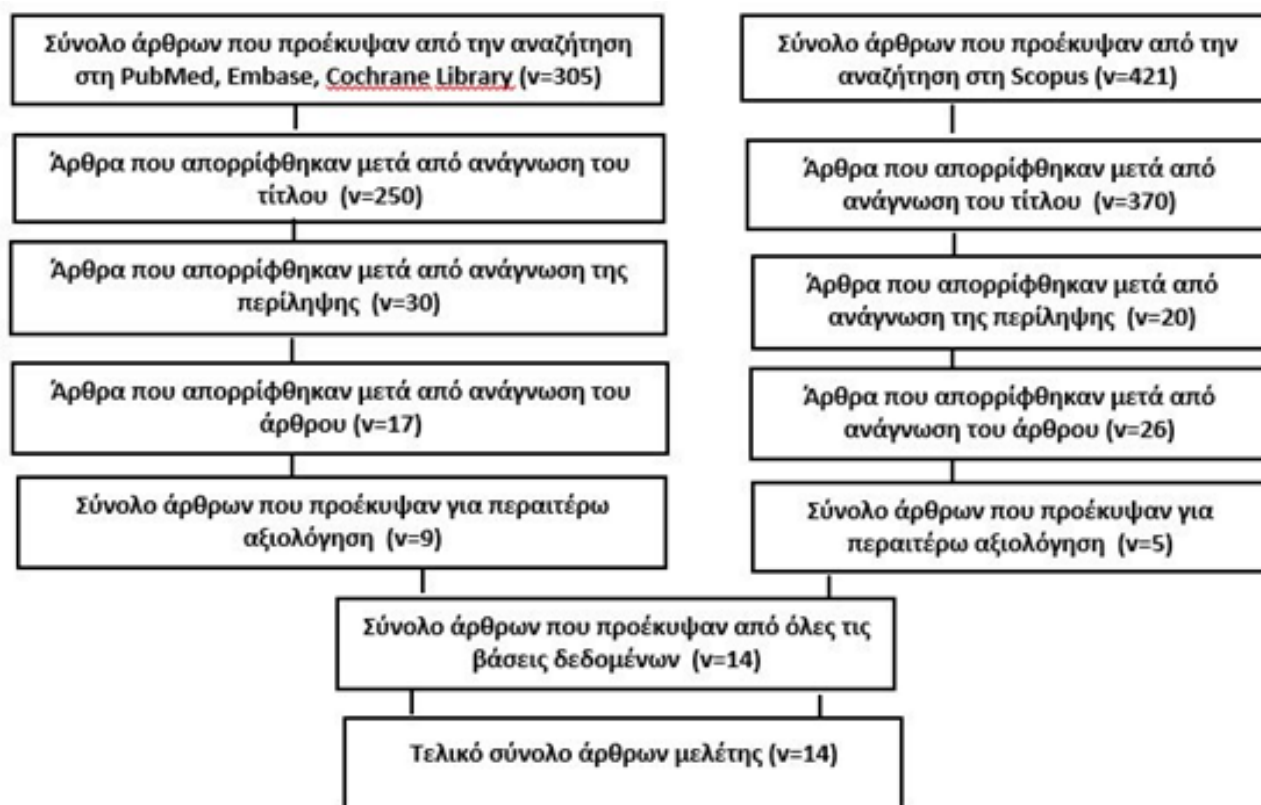 Σύνολο άρθρων που προέκυψαν από την αναζήτηση
στη PubMed, Embase, Cochrane Library (ν=305)
Άρθρα που απορρίφθηκαν μετά από ανάγνωση του
τίτλου (ν=250)
Άρθρα που απορρίφθηκαν μετά από ανάγνωση της
περίληψης (ν=30)
Άρθρα που απορρίφθηκαν μετά από ανάγνωση του
άρθρου (ν=17)
Σύνολο άρθρων που προέκυψαν για περαιτέρω
αξιολόγηση (ν=9)
Σύνολο άρθρων που προέκυψαν από την
αναζήτηση στη Scopus (ν=421)
Άρθρα που απορρίφθηκαν μετά από
ανάγνωση του τίτλου (ν=370)
Άρθρα που απορρίφθηκαν μετά από
ανάγνωση της περίληψης (ν=20)
Άρθρα που απορρίφθηκαν μετά από
ανάγνωση του άρθρου (ν=26)
Σύνολο άρθρων που προέκυψαν για
περαιτέρω αξιολόγηση (ν=5)
Σύνολο άρθρων που προέκυψαν από όλες τις
βάσεις δεδομένων (ν=14)
Τελικό σύνολο άρθρων μελέτης (ν=14)